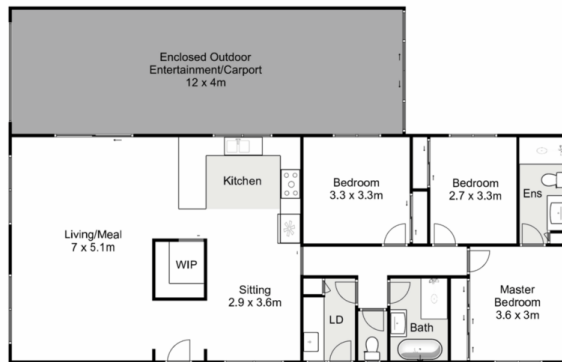 Enclosed Outdoor
Entertainment/Carport
12 x 4m
Kitchen
Bedroom
3.3 x 3.3m
Bedroom
2.7 x 3.3m
Ens
Living/Meal
7 x 5.1m
WIP
Sitting
2.9 x 3.6m
LD
Bath
Master
Bedroom
3.6 x 3m